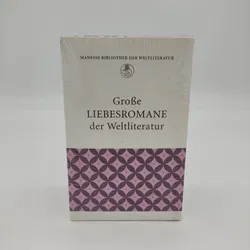 MANESSE BIBLIOTHEK DER WELTLITERATUR
Große
LIEBESROMANE
der Weltliteratur